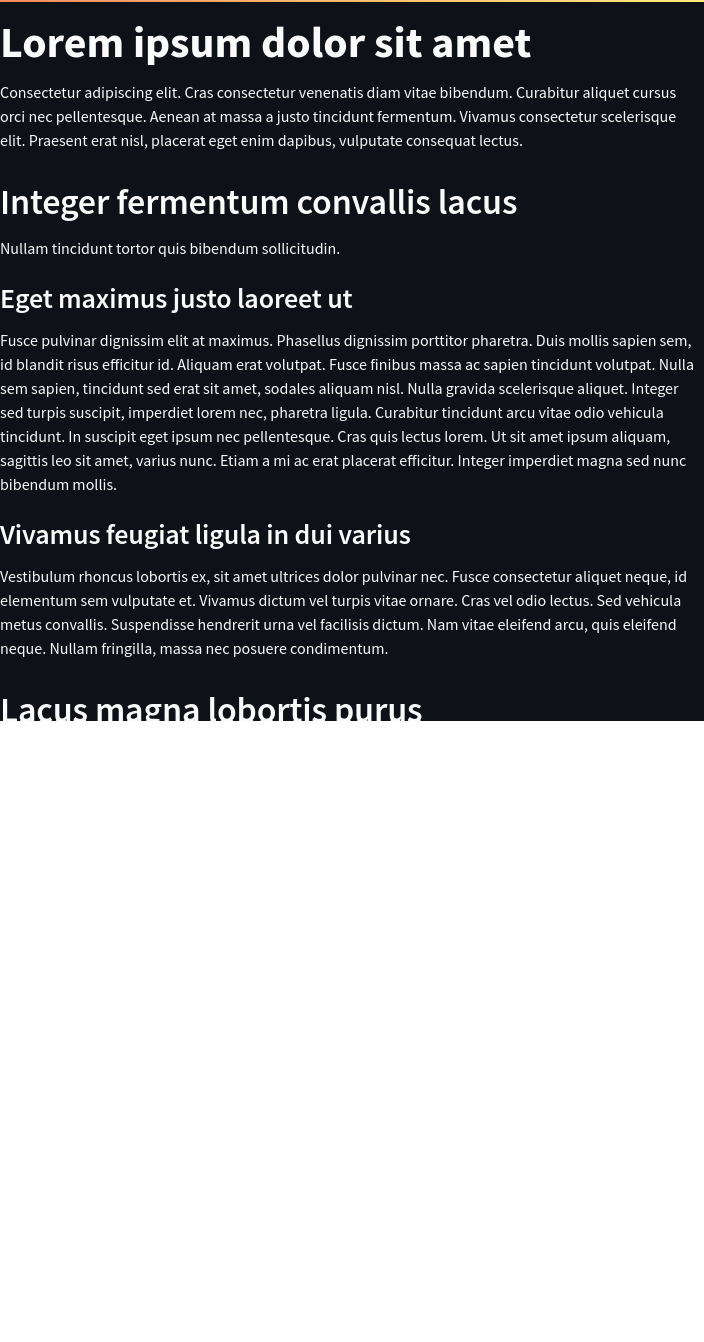 Lorem ipsum dolor sit amet
Consectetur adipiscing elit. Cras consectetur venenatis diam vitae bibendum. Curabitur aliquet cursus
orci nec pellentesque. Aenean at massa a justo tincidunt fermentum. Vivamus consectetur scelerisque
elit. Praesent erat nisl, placerat eget enim dapibus, vulputate consequat lectus.
Integer fermentum convallis lacus
Nullam tincidunt tortor quis bibendum sollicitudin.
Eget maximus justo laoreet ut
Fusce pulvinar dignissim elit at maximus. Phasellus dignissim porttitor pharetra. Duis mollis sapien sem,
id blandit risus efficitur id. Aliquam erat volutpat. Fusce finibus massa ac sapien tincidunt volutpat. Nulla
sem sapien, tincidunt sed erat sit amet, sodales aliquam nisl. Nulla gravida scelerisque aliquet. Integer
sed turpis suscipit, imperdiet lorem nec, pharetra ligula. Curabitur tincidunt arcu vitae odio vehicula
tincidunt. In suscipit eget ipsum nec pellentesque. Cras quis lectus lorem. Ut sit amet ipsum aliquam,
sagittis leo sit amet, varius nunc. Etiam a mi ac erat placerat efficitur. Integer imperdiet magna sed nunc
bibendum mollis.
Vivamus feugiat ligula in dui varius
Vestibulum rhoncus lobortis ex, sit amet ultrices dolor pulvinar nec. Fusce consectetur aliquet neque, id
elementum sem vulputate et. Vivamus dictum vel turpis vitae ornare. Cras vel odio lectus. Sed vehicula
metus convallis. Suspendisse hendrerit urna vel facilisis dictum. Nam vitae eleifend arcu, quis eleifend
neque. Nullam fringilla, massa nec posuere condimentum.
Lacus magna lobortis purus